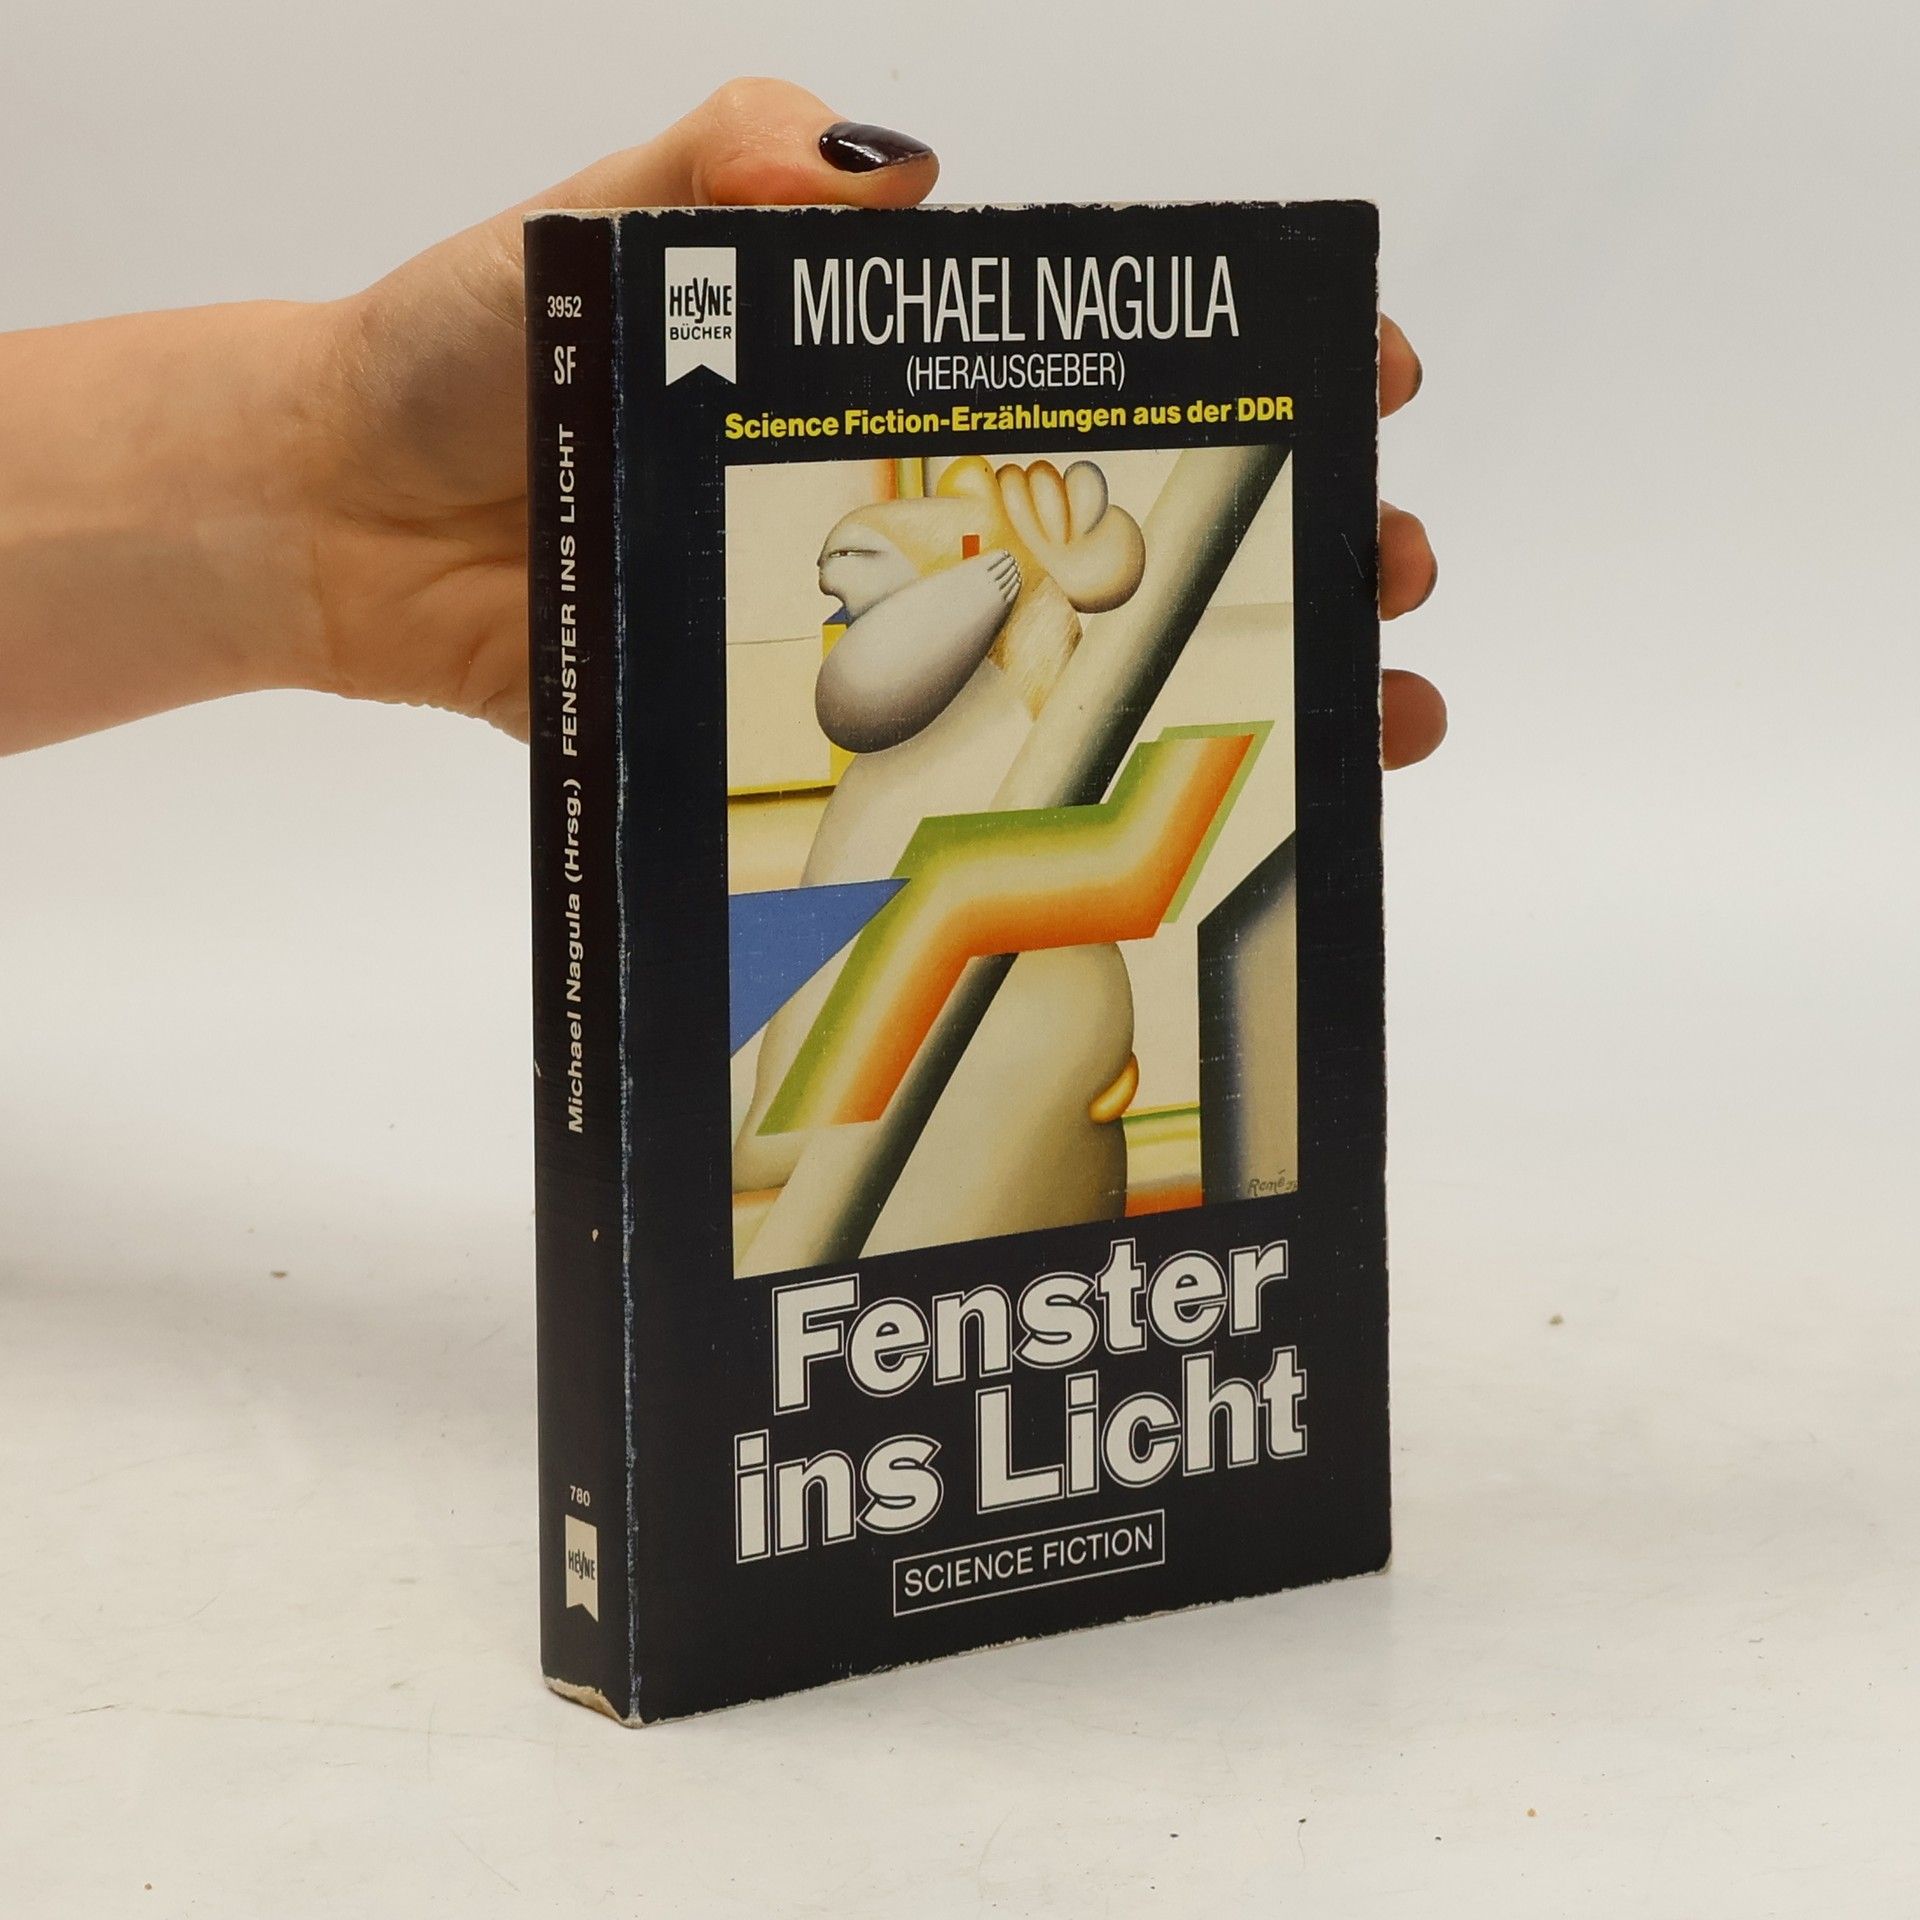 3952
SF
Michael Nagula (Hrsg.) FENSTER INS LICHT
780
HEYNE
HEYNE
BÜCHER
MICHAEL NAGULA
(HERAUSGEBER)
Science Fiction-Erzählungen aus der DDR
Fenster
ins Licht
SCIENCE FICTION